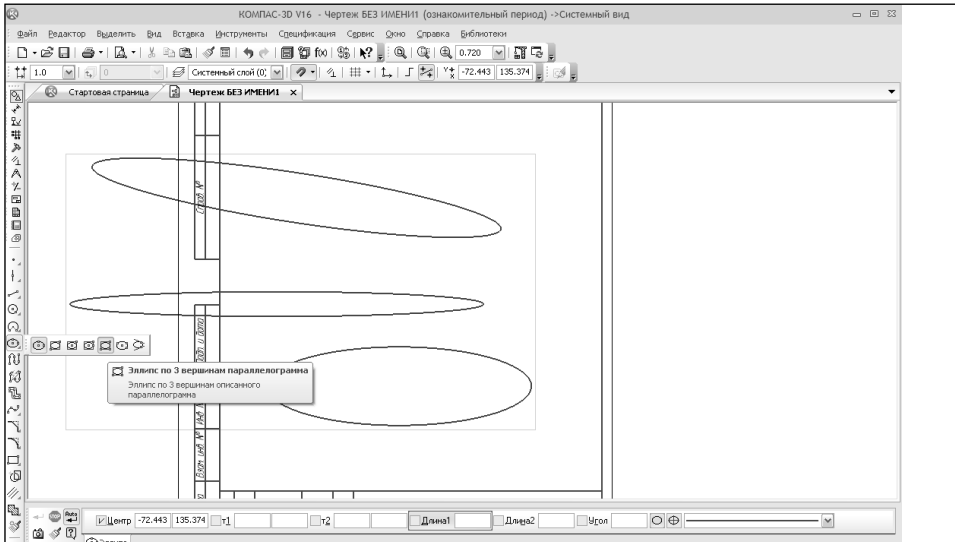 КОМПАС-3D V16 - Чертеж БЕЗ ИМЕНИ1 (ознакомительный период) ->Системный вид
Файл Редактор Выделить Вид Вставка Инструменты Спецификация Сервис Окно Справка Библиотеки
f(x) 0.720
1.0 0 Системный слой (0) -72.443 135.374
Стартовая страница Чертеж БЕЗ ИМЕНИ1 x
Справ. №
Подп. и дата
Эллипс по 3 вершинам параллелограмма
Эллипс по 3 вершинам описанного
параллелограмма
Взам. инв. №
STOP Auto Центр -72.443 135.374 т1 т2 Длина1 Длина2 Угол